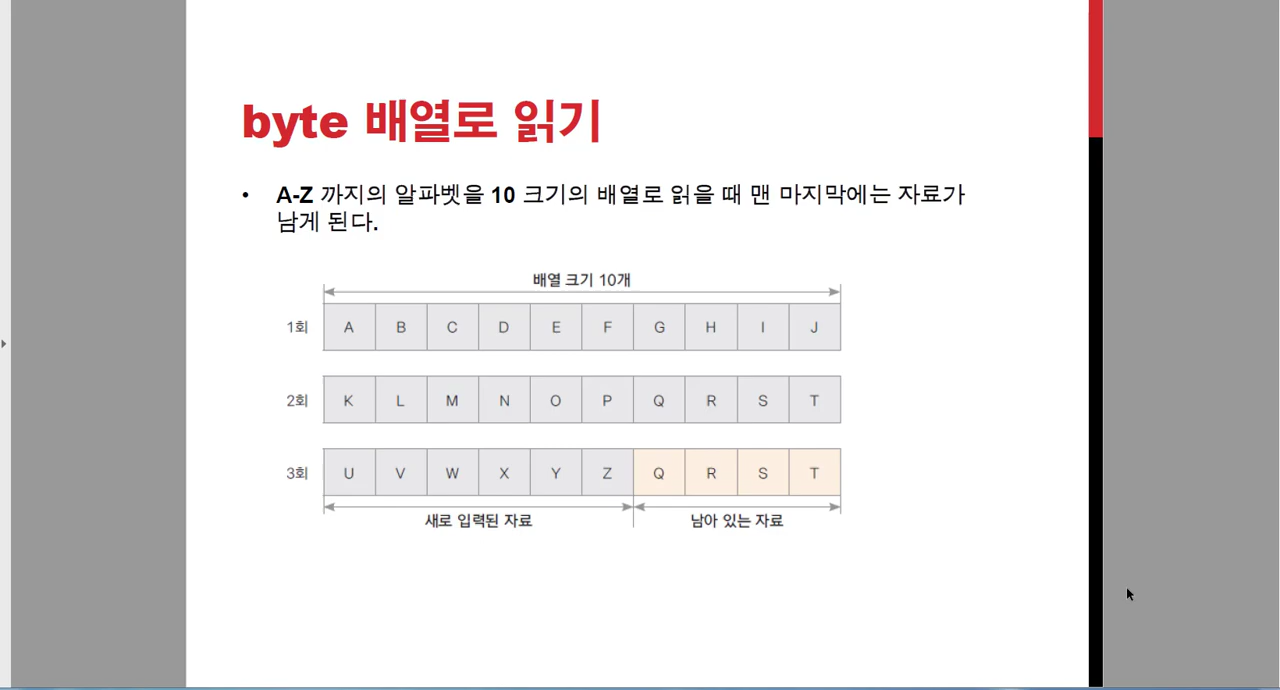 byte 배열로 읽기
• A-Z 까지의 알파벳을 10 크기의 배열로 읽을 때 맨 마지막에는 자료가
남게 된다.
배열 크기 10개
1회 A B C D E F G H I J
2회 K L M N O P Q R S T
3회 U V W X Y Z Q R S T
새로 입력된 자료 남아 있는 자료